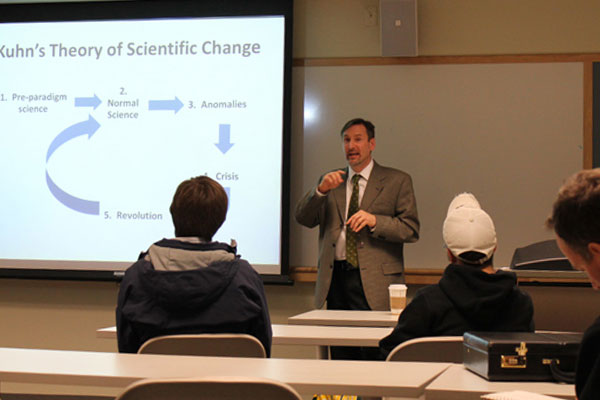 Kuhn's Theory of Scientific Change
1. Pre-paradigm
science
2.
Normal
Science
3. Anomalies
Crisis
5. Revolution